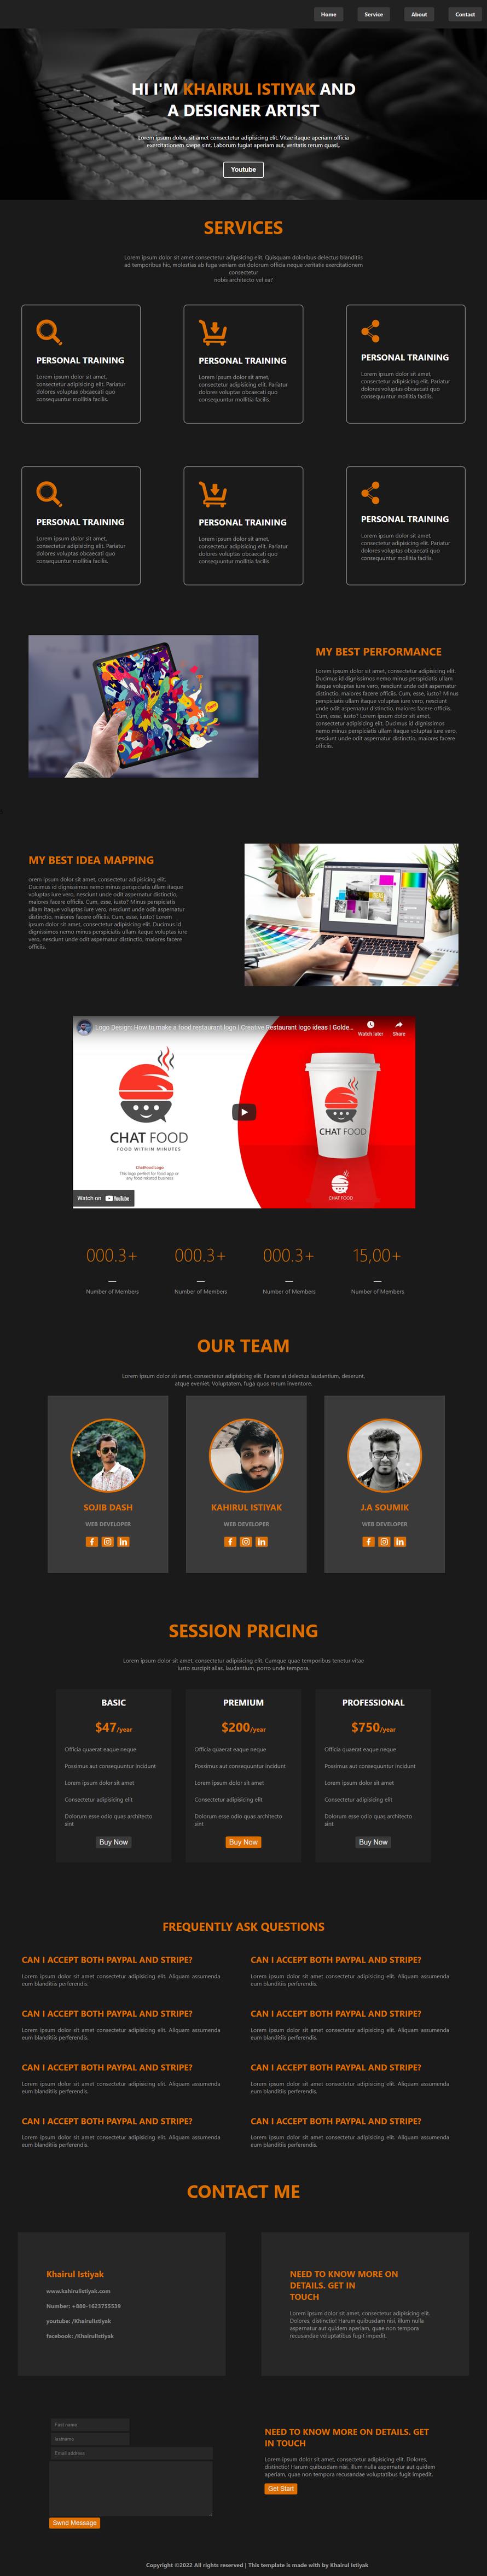 Home
Service
About
Contact
HI I'M KHAIRUL ISTIYAK AND
A DESIGNER ARTIST
Lorem ipsum dolor, sit amet consectetur adipisicing elit. Vitae itaque aperiam officia
exercitationem saepe sint. Laborum fugiat aperiam aut, veritatis rerum quasi..
Youtube
SERVICES
Lorem ipsum dolor sit amet consectetur adipisicing elit. Quisquam doloribus delectus blanditiis
ad temporibus hic, molestias ab fuga veniam est dolorum officia neque veritatis exercitationem
consectetur
nobis architecto vel ea?
PERSONAL TRAINING
Lorem ipsum dolor sit amet,
consectetur adipisicing elit. Pariatur
dolores voluptas obcaecati quo
consequuntur mollitia facilis.
PERSONAL TRAINING
Lorem ipsum dolor sit amet,
consectetur adipisicing elit. Pariatur
dolores voluptas obcaecati quo
consequuntur mollitia facilis.
PERSONAL TRAINING
Lorem ipsum dolor sit amet,
consectetur adipisicing elit. Pariatur
dolores voluptas obcaecati quo
consequuntur mollitia facilis.
PERSONAL TRAINING
Lorem ipsum dolor sit amet,
consectetur adipisicing elit. Pariatur
dolores voluptas obcaecati quo
consequuntur mollitia facilis.
PERSONAL TRAINING
Lorem ipsum dolor sit amet,
consectetur adipisicing elit. Pariatur
dolores voluptas obcaecati quo
consequuntur mollitia facilis.
PERSONAL TRAINING
Lorem ipsum dolor sit amet,
consectetur adipisicing elit. Pariatur
dolores voluptas obcaecati quo
consequuntur mollitia facilis.
MY BEST PERFORMANCE
Lorem ipsum dolor sit amet, consectetur adipisicing elit.
Ducimus id dignissimos nemo minus perspiciatis ullam
itaque voluptas iure vero, nesciunt unde odit aspernatur
distinctio, maiores facere officiis. Cum, esse, iusto? Minus
perspiciatis ullam itaque voluptas iure vero, nesciunt
unde odit aspernatur distinctio, maiores facere officiis.
Cum, esse, iusto? Lorem ipsum dolor sit amet,
consectetur adipisicing elit. Ducimus id dignissimos
nemo minus perspiciatis ullam itaque voluptas iure vero,
nesciunt unde odit aspernatur distinctio, maiores facere
officiis.
MY BEST IDEA MAPPING
orem ipsum dolor sit amet, consectetur adipisicing elit.
Ducimus id dignissimos nemo minus perspiciatis ullam itaque
voluptas iure vero, nesciunt unde odit aspernatur distinctio,
maiores facere officiis. Cum, esse, iusto? Minus perspiciatis
ullam itaque voluptas iure vero, nesciunt unde odit aspernatur
distinctio, maiores facere officiis. Cum, esse, iusto? Lorem
ipsum dolor sit amet, consectetur adipisicing elit. Ducimus id
dignissimos nemo minus perspiciatis ullam itaque voluptas iure
vero, nesciunt unde odit aspernatur distinctio, maiores facere
officiis.
Logo Design: How to make a food restaurant logo | Creative Restaurant logo ideas | Golde...
Watch later
Share
CHAT FOOD
FOOD WITHIN MINUTES
ChatFood Logo
This logo perfect for food app or
any food related business
CHAT FOOD
CHAT FOOD
Watch on YouTube
000.3+
Number of Members
000.3+
Number of Members
000.3+
Number of Members
15,00+
Number of Members
OUR TEAM
Lorem ipsum dolor sit amet, consectetur adipisicing elit. Facere at delectus laudantium, deserunt,
atque eveniet. Voluptatem, fuga quos rerum inventore.
SOJIB DASH
WEB DEVELOPER
KAHIRUL ISTIYAK
WEB DEVELOPER
J.A SOUMIK
WEB DEVELOPER
SESSION PRICING
Lorem ipsum dolor sit amet, consectetur adipisicing elit. Cumque quae temporibus tenetur vitae
iusto suscipit alias, laudantium, porro unde tempora.
BASIC
$47/year
Officia quaerat eaque neque
Possimus aut consequuntur incidunt
Lorem ipsum dolor sit amet
Consectetur adipisicing elit
Dolorum esse odio quas architecto
sint
Buy Now
PREMIUM
$200/year
Officia quaerat eaque neque
Possimus aut consequuntur incidunt
Lorem ipsum dolor sit amet
Consectetur adipisicing elit
Dolorum esse odio quas architecto
sint
Buy Now
PROFESSIONAL
$750/year
Officia quaerat eaque neque
Possimus aut consequuntur incidunt
Lorem ipsum dolor sit amet
Consectetur adipisicing elit
Dolorum esse odio quas architecto
sint
Buy Now
FREQUENTLY ASK QUESTIONS
CAN I ACCEPT BOTH PAYPAL AND STRIPE?
Lorem ipsum dolor sit amet consectetur adipisicing elit. Aliquam assumenda
eum blanditiis perferendis.
CAN I ACCEPT BOTH PAYPAL AND STRIPE?
Lorem ipsum dolor sit amet consectetur adipisicing elit. Aliquam assumenda
eum blanditiis perferendis.
CAN I ACCEPT BOTH PAYPAL AND STRIPE?
Lorem ipsum dolor sit amet consectetur adipisicing elit. Aliquam assumenda
eum blanditiis perferendis.
CAN I ACCEPT BOTH PAYPAL AND STRIPE?
Lorem ipsum dolor sit amet consectetur adipisicing elit. Aliquam assumenda
eum blanditiis perferendis.
CAN I ACCEPT BOTH PAYPAL AND STRIPE?
Lorem ipsum dolor sit amet consectetur adipisicing elit. Aliquam assumenda
eum blanditiis perferendis.
CAN I ACCEPT BOTH PAYPAL AND STRIPE?
Lorem ipsum dolor sit amet consectetur adipisicing elit. Aliquam assumenda
eum blanditiis perferendis.
CAN I ACCEPT BOTH PAYPAL AND STRIPE?
Lorem ipsum dolor sit amet consectetur adipisicing elit. Aliquam assumenda
eum blanditiis perferendis.
CAN I ACCEPT BOTH PAYPAL AND STRIPE?
Lorem ipsum dolor sit amet consectetur adipisicing elit. Aliquam assumenda
eum blanditiis perferendis.
CONTACT ME
Khairul Istiyak
www.kahirulistiyak.com
Number: +880-1623755539
youtube: /Khairulistiyak
facebook: /Khairulistiyak
NEED TO KNOW MORE ON
DETAILS. GET IN
TOUCH
Lorem ipsum dolor sit amet, consectetur adipisicing elit.
Dolores, distinctio! Harum quibusdam nisi, illum nulla
aspernatur aut quidem aperiam, quae non tempora
recusandae voluptatibus fugit impedit.
Fast name
lastname
Email address
Swnd Message
NEED TO KNOW MORE ON DETAILS. GET
IN TOUCH
Lorem ipsum dolor sit amet, consectetur adipisicing elit. Dolores,
distinctio! Harum quibusdam nisi, illum nulla aspernatur aut quidem
aperiam, quae non tempora recusandae voluptatibus fugit impedit.
Get Start
Copyright ©2022 All rights reserved | This template is made with by Khairul Istiyak